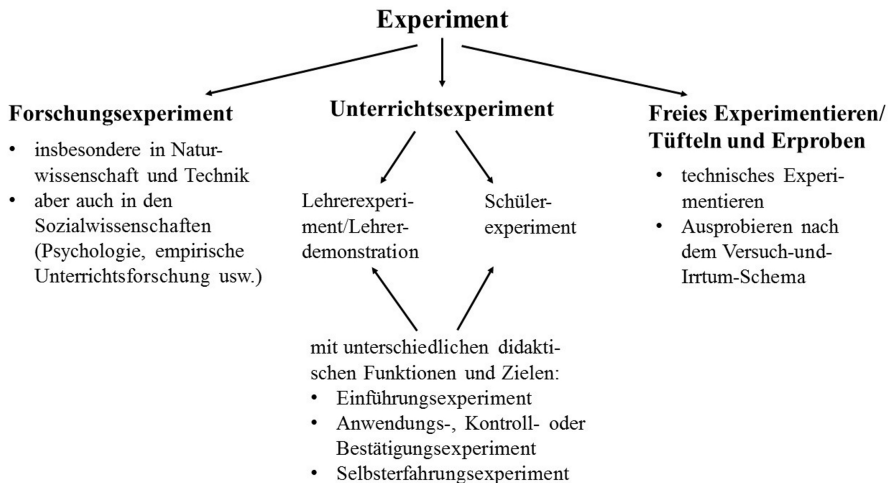 Experiment
Forschungsexperiment
• insbesondere in Natur-
wissenschaft und Technik
• aber auch in den
Sozialwissenschaften
(Psychologie, empirische
Unterrichtsforschung usw.)
Unterrichtsexperiment
Lehrerexperi-
ment/Lehrer-
demonstration
Schüler-
experiment
mit unterschiedlichen didakti-
schen Funktionen und Zielen:
• Einführungsexperiment
• Anwendungs-, Kontroll- oder
Bestätigungsexperiment
• Selbsterfahrungsexperiment
Freies Experimentieren/
Tüfteln und Erproben
• technisches Experi-
mentieren
• Ausprobieren nach
dem Versuch-und-
Irrtum-Schema